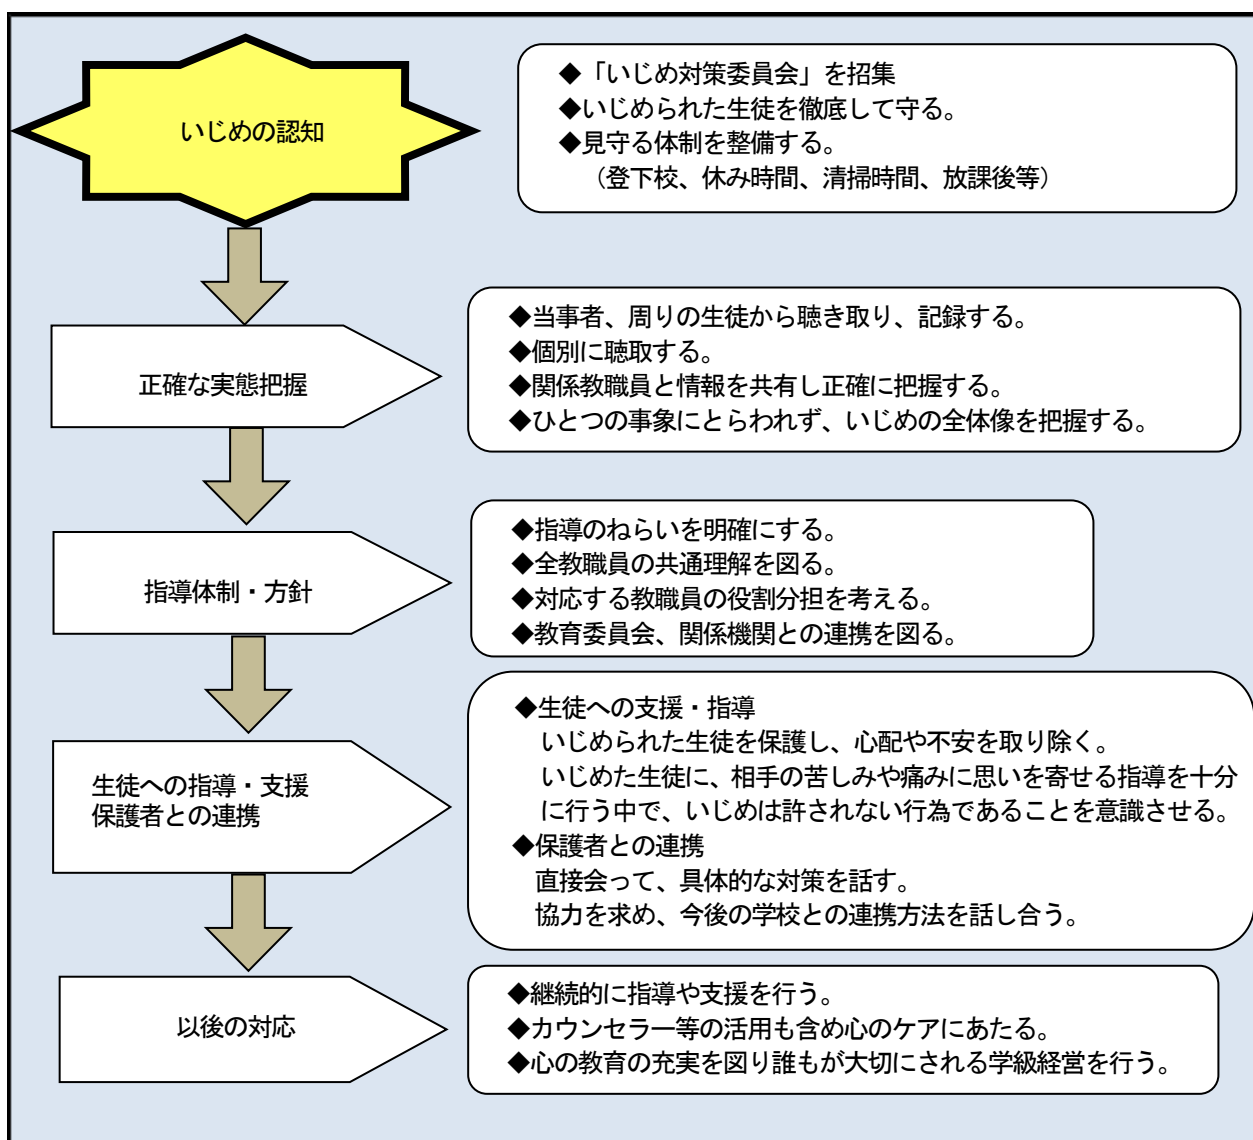 いじめの認知
◆「いじめ対策委員会」を招集
◆いじめられた生徒を徹底して守る。
◆見守る体制を整備する。
（登下校、休み時間、清掃時間、放課後等）
正確な実態把握
◆当事者、周りの生徒から聴き取り、記録する。
◆個別に聴取する。
◆関係教職員と情報を共有し正確に把握する。
◆ひとつの事象にとらわれず、いじめの全体像を把握する。
指導体制・方針
◆指導のねらいを明確にする。
◆全教職員の共通理解を図る。
◆対応する教職員の役割分担を考える。
◆教育委員会、関係機関との連携を図る。
生徒への指導・支援
保護者との連携
◆生徒への支援・指導
いじめられた生徒を保護し、心配や不安を取り除く。
いじめた生徒に、相手の苦しみや痛みに思いを寄せる指導を十分
に行う中で、いじめは許されない行為であることを意識させる。
◆保護者との連携
直接会って、具体的な対策を話す。
協力を求め、今後の学校との連携方法を話し合う。
以後の対応
◆継続的に指導や支援を行う。
◆カウンセラー等の活用も含め心のケアにあたる。
◆心の教育の充実を図り誰もが大切にされる学級経営を行う。